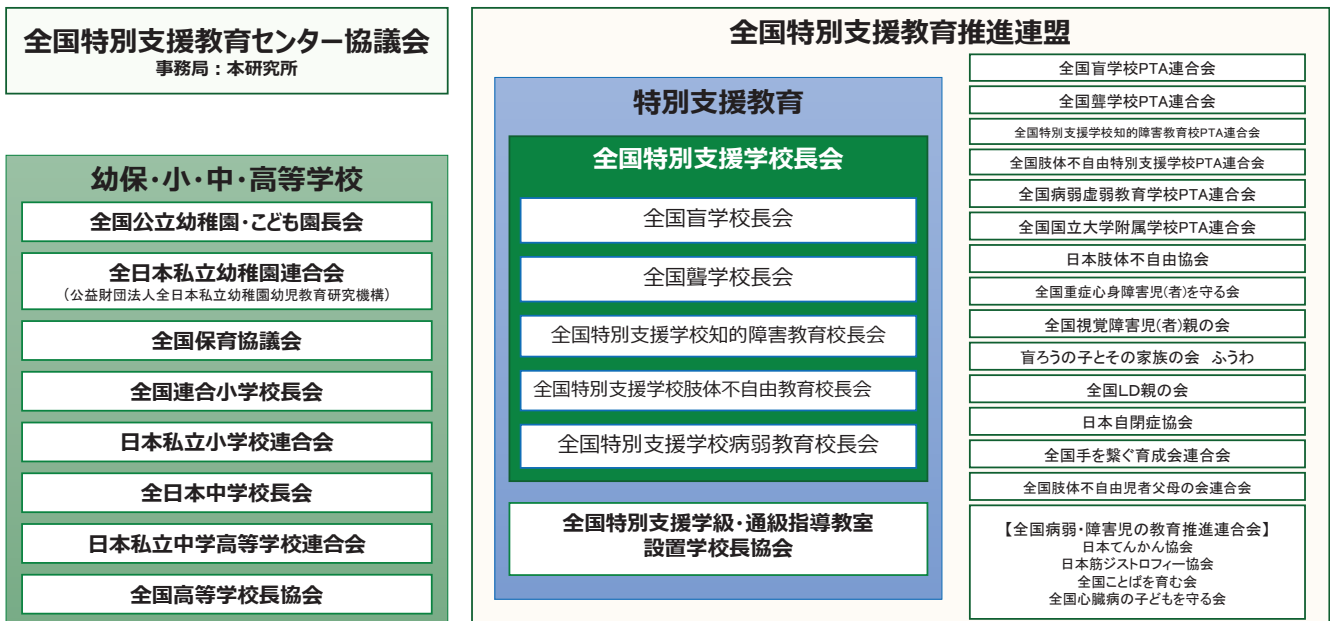 全国特別支援教育センター協議会
事務局：本研究所
幼保・小・中・高等学校
全国公立幼稚園・こども園長会
全日本私立幼稚園連合会
（公益財団法人全日本私立幼稚園幼児教育研究機構）
全国保育協議会
全国連合小学校長会
日本私立小学校連合会
全日本中学校長会
日本私立中学高等学校連合会
全国高等学校長協会
全国特別支援教育推進連盟
特別支援教育
全国特別支援学校長会
全国盲学校長会
全国聾学校長会
全国特別支援学校知的障害教育校長会
全国特別支援学校肢体不自由教育校長会
全国特別支援学校病弱教育校長会
全国特別支援学級・通級指導教室
設置学校長協会
全国盲学校PTA連合会
全国聾学校PTA連合会
全国特別支援学校知的障害教育校PTA連合会
全国肢体不自由特別支援学校PTA連合会
全国病弱虚弱教育学校PTA連合会
全国国立大学附属学校PTA連合会
日本肢体不自由協会
全国重症心身障害児(者)を守る会
全国視覚障害児(者)親の会
盲ろうの子とその家族の会　ふうわ
全国LD親の会
日本自閉症協会
全国手を繋ぐ育成会連合会
全国肢体不自由児者父母の会連合会
【全国病弱・障害児の教育推進連合会】
日本てんかん協会
日本筋ジストロフィー協会
全国ことばを育む会
全国心臓病の子どもを守る会